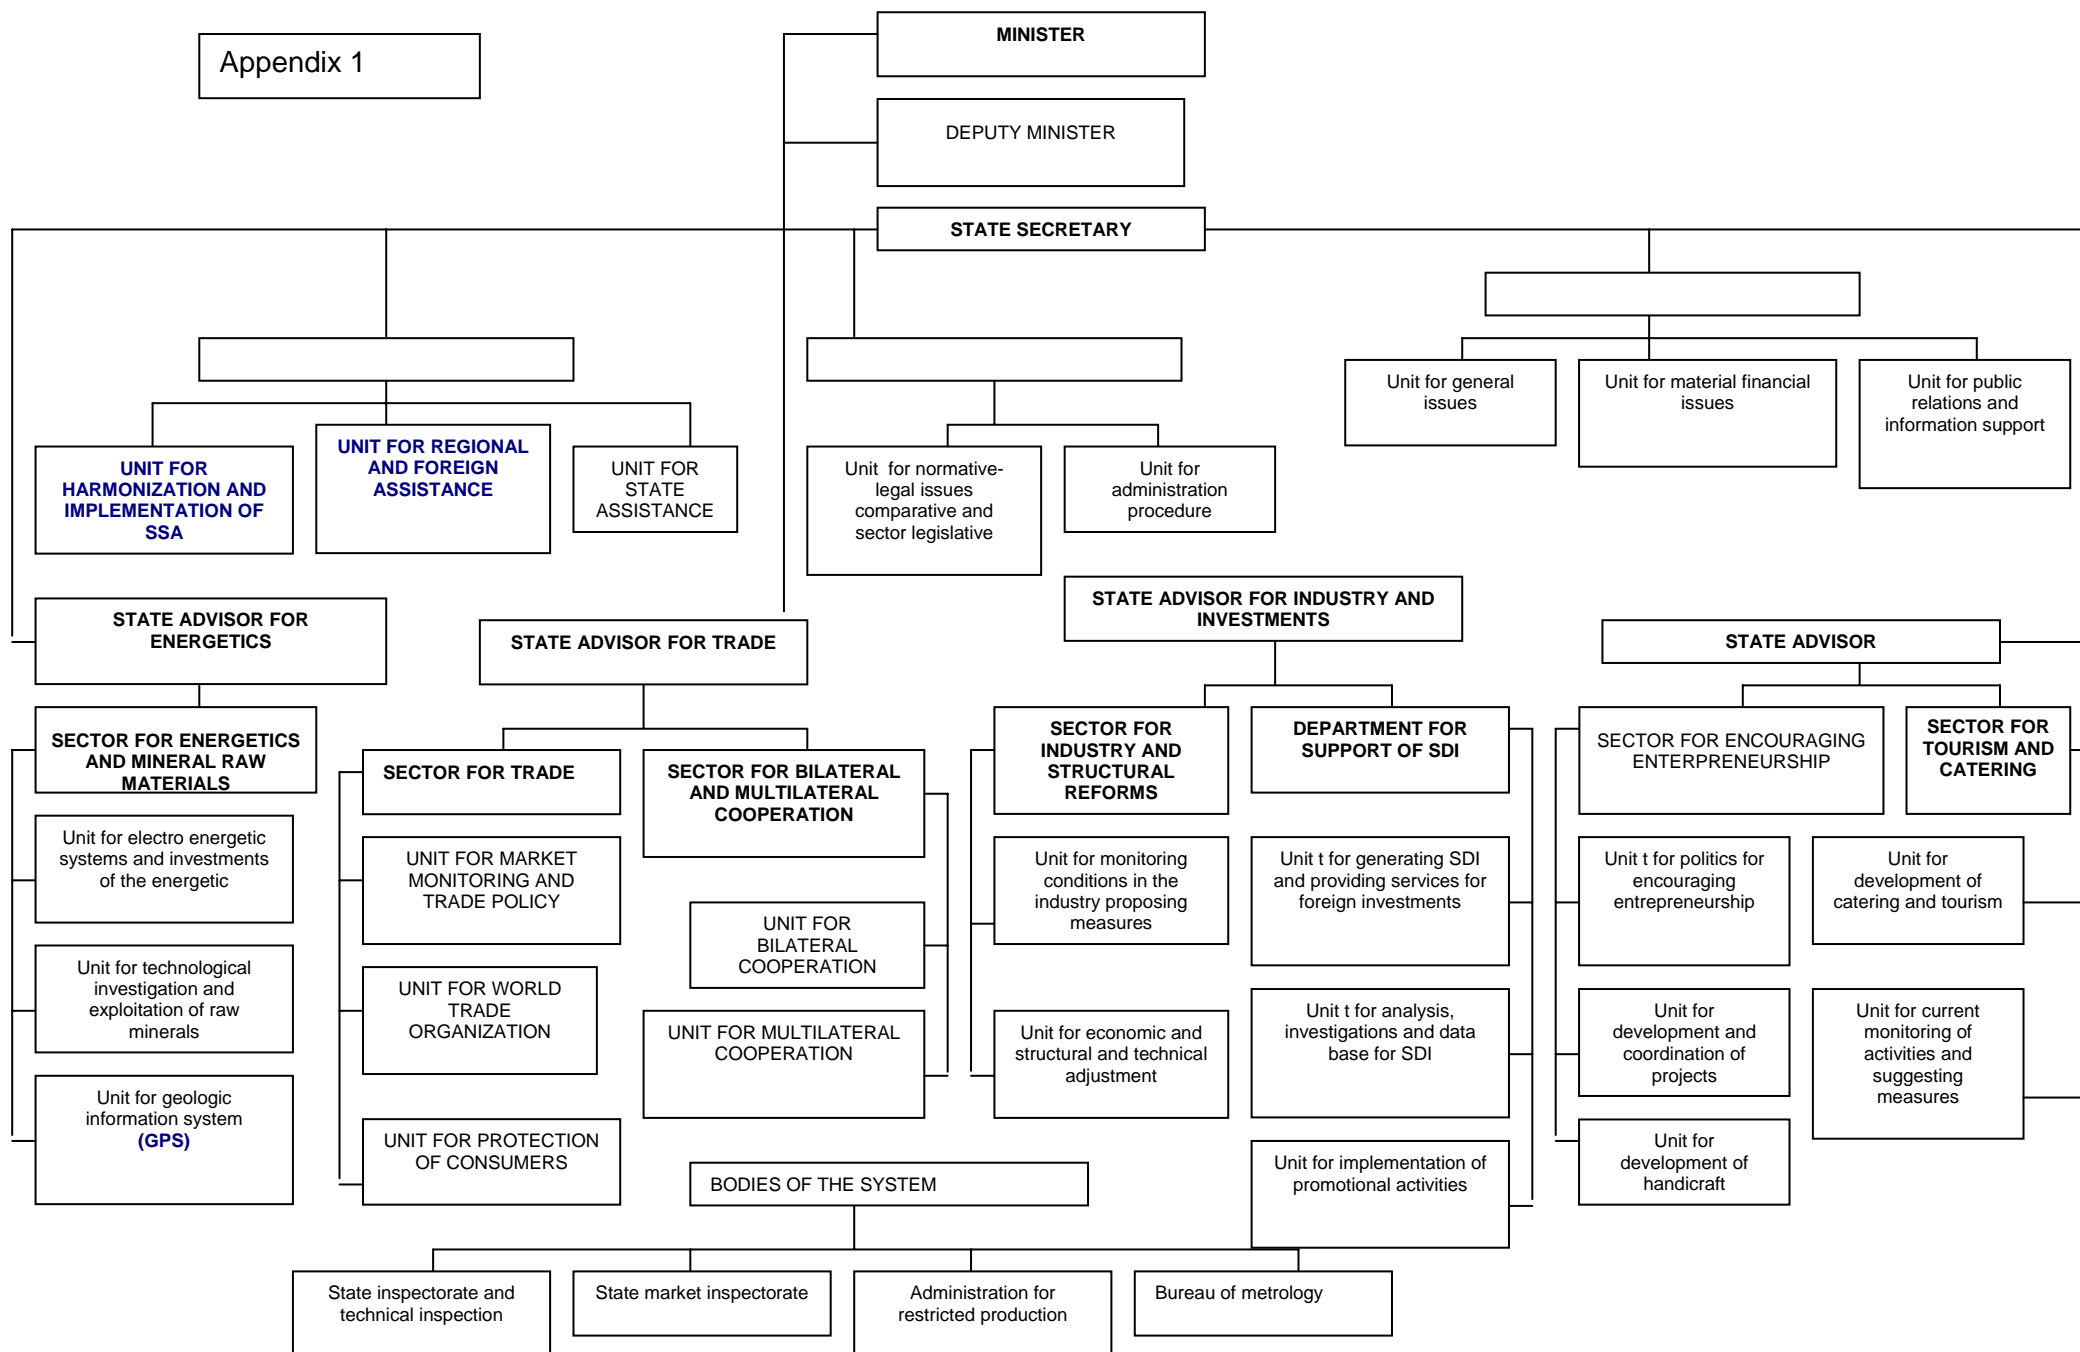 Appendix 1
MINISTER
DEPUTY MINISTER
STATE SECRETARY
Unit for general
issues
Unit for material financial
issues
Unit for public
relations and
information support
UNIT FOR
HARMONIZATION AND
IMPLEMENTATION OF
SSA
UNIT FOR REGIONAL
AND FOREIGN
ASSISTANCE
UNIT FOR
STATE
ASSISTANCE
Unit for normative-
legal issues
comparative and
sector legislative
Unit for
administration
procedure
STATE ADVISOR FOR
ENERGETICS
STATE ADVISOR FOR TRADE
STATE ADVISOR FOR INDUSTRY AND
INVESTMENTS
STATE ADVISOR
SECTOR FOR ENERGETICS
AND MINERAL RAW
MATERIALS
SECTOR FOR TRADE
SECTOR FOR BILATERAL
AND MULTILATERAL
COOPERATION
SECTOR FOR
INDUSTRY AND
STRUCTURAL
REFORMS
DEPARTMENT FOR
SUPPORT OF SDI
SECTOR FOR ENCOURAGING
ENTERPRENEURSHIP
SECTOR FOR
TOURISM AND
CATERING
Unit for electro energetic
systems and investments
of the energetic
UNIT FOR MARKET
MONITORING AND
TRADE POLICY
UNIT FOR
BILATERAL
COOPERATION
Unit for monitoring
conditions in the
industry proposing
measures
Unit t for generating SDI
and providing services for
foreign investments
Unit t for politics for
encouraging
entrepreneurship
Unit for
development of
catering and tourism
Unit for technological
investigation and
exploitation of raw
minerals
UNIT FOR WORLD
TRADE
ORGANIZATION
UNIT FOR MULTILATERAL
COOPERATION
Unit for economic and
structural and technical
adjustment
Unit t for analysis,
investigations and data
base for SDI
Unit for
development and
coordination of
projects
Unit for current
monitoring of
activities and
suggesting
measures
Unit for geologic
information system
(GPS)
UNIT FOR PROTECTION
OF CONSUMERS
Unit for implementation of
promotional activities
Unit for
development of
handicraft
BODIES OF THE SYSTEM
State inspectorate and
technical inspection
State market inspectorate
Administration for
restricted production
Bureau of metrology